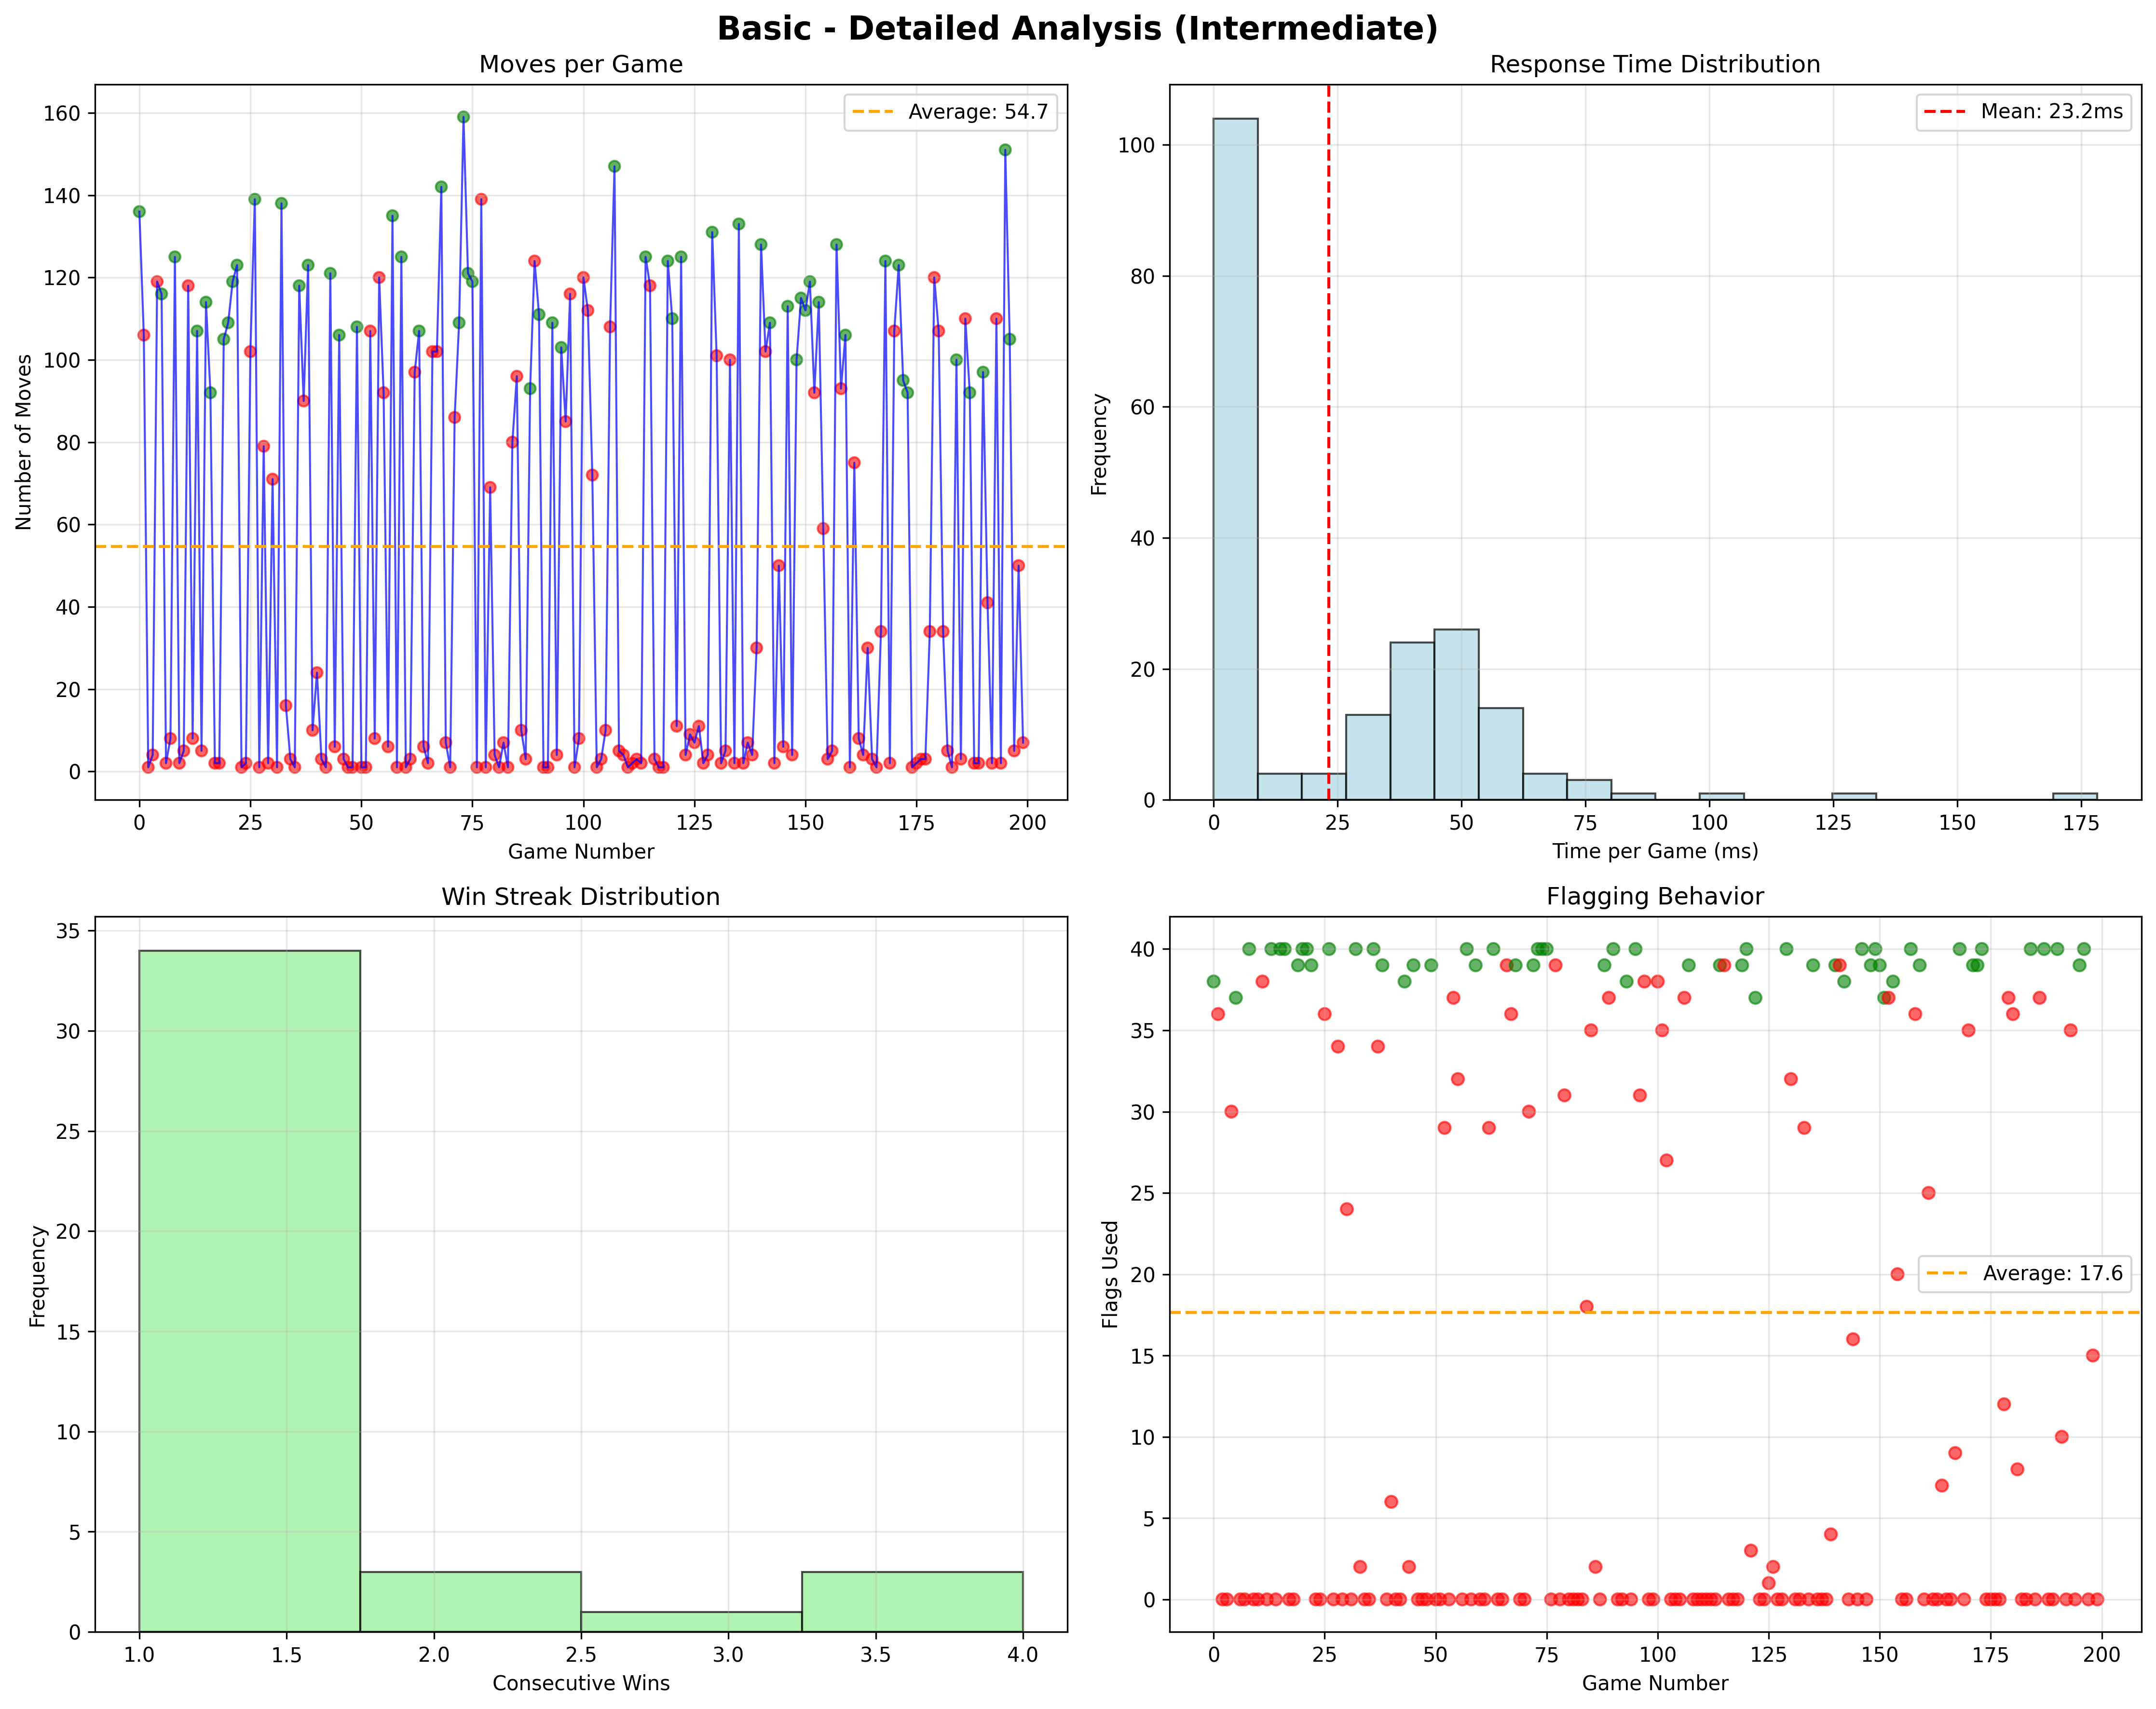 Basic - Detailed Analysis (Intermediate)
Moves per Game
Number of Moves
160
140
120
100
80
60
40
20
0
Average: 54.7
0 25 50 75 100 125 150 175 200
Game Number
Response Time Distribution
Frequency
100
80
60
40
20
0
Mean: 23.2ms
0 25 50 75 100 125 150 175
Time per Game (ms)
Win Streak Distribution
Frequency
35
30
25
20
15
10
5
0
1.0 1.5 2.0 2.5 3.0 3.5 4.0
Consecutive Wins
Flagging Behavior
Flags Used
40
35
30
25
20
15
10
5
0
Average: 17.6
0 25 50 75 100 125 150 175 200
Game Number